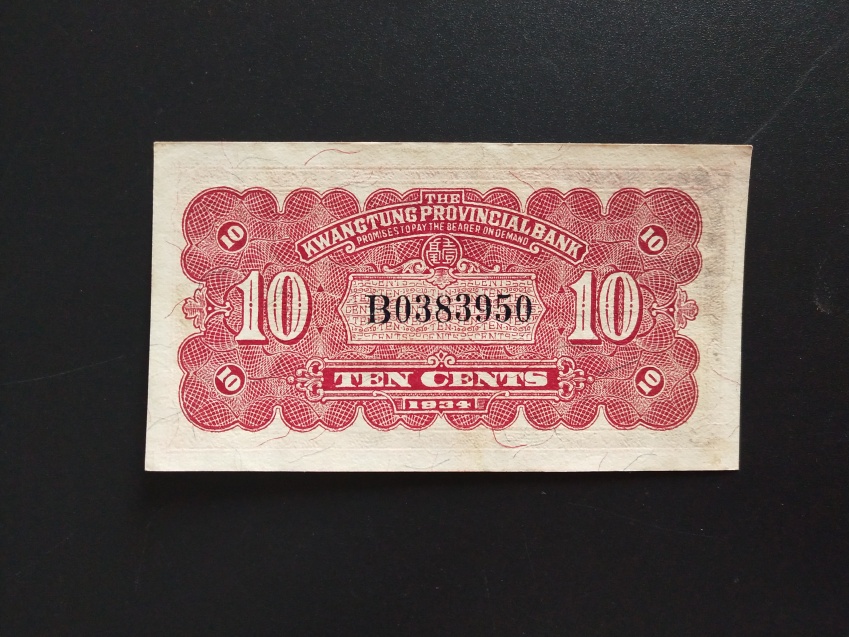 THE
KWANGTUNG PROVINCIAL BANK
PROMISES TO PAY THE BEARER ON DEMAND
10 10
10 B0383950 10
10 TEN CENTS 10
1934